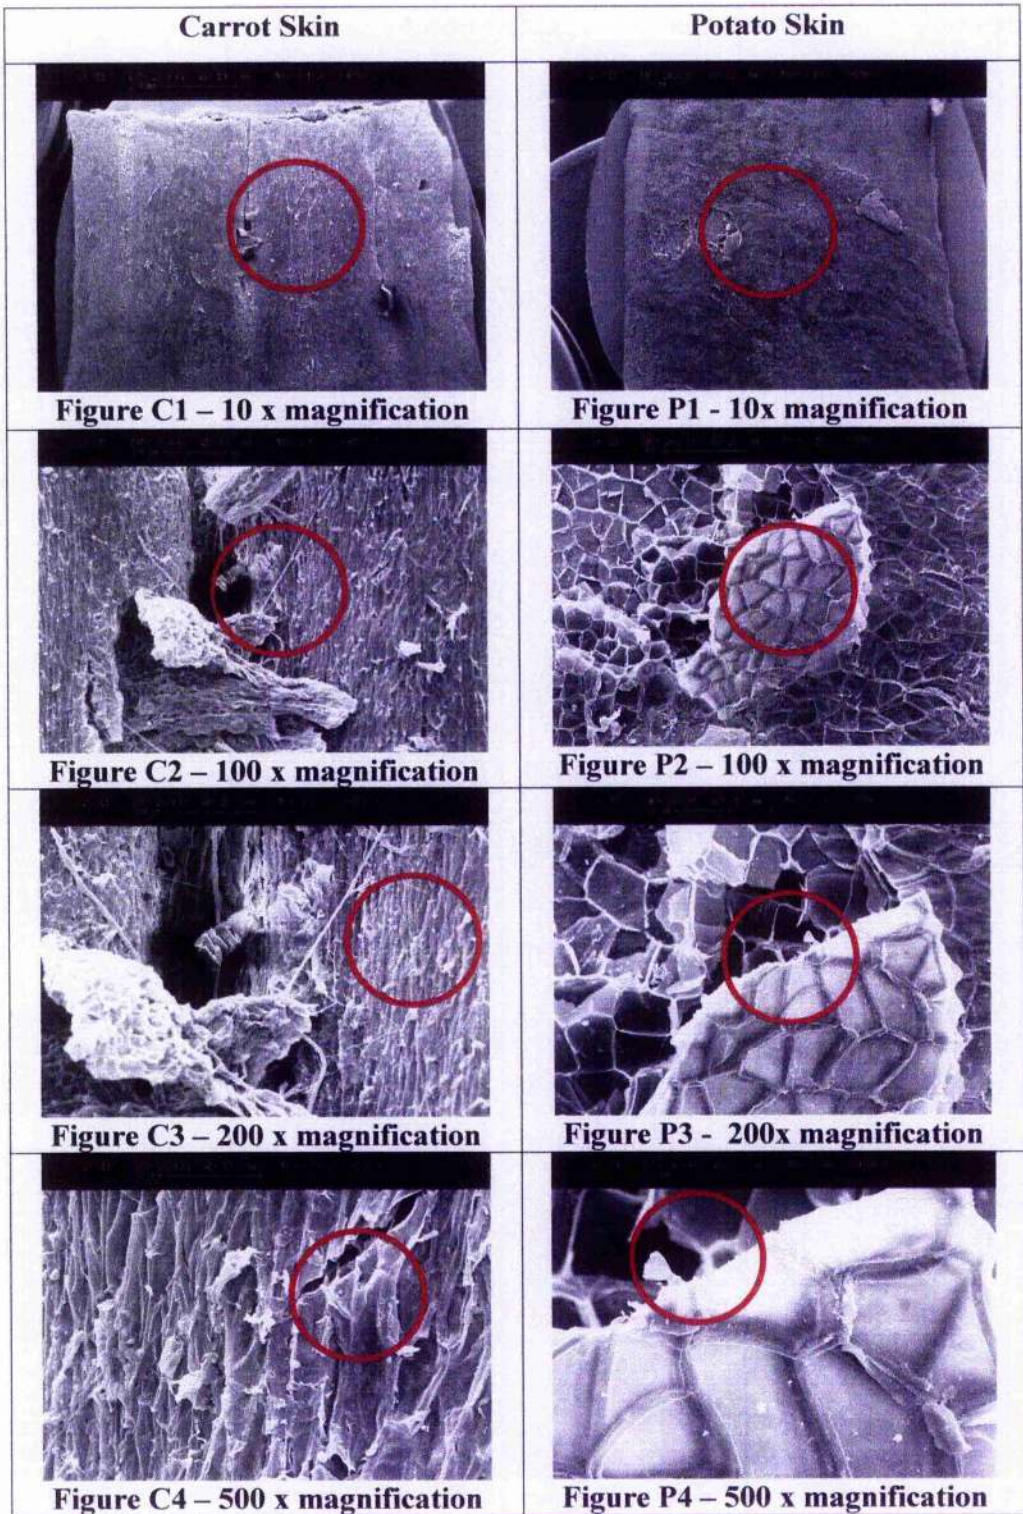 Carrot Skin
Potato Skin
Figure C1 – 10 x magnification
Figure P1 - 10x magnification
Figure C2 – 100 x magnification
Figure P2 – 100 x magnification
Figure C3 – 200 x magnification
Figure P3 - 200x magnification
Figure C4 – 500 x magnification
Figure P4 – 500 x magnification